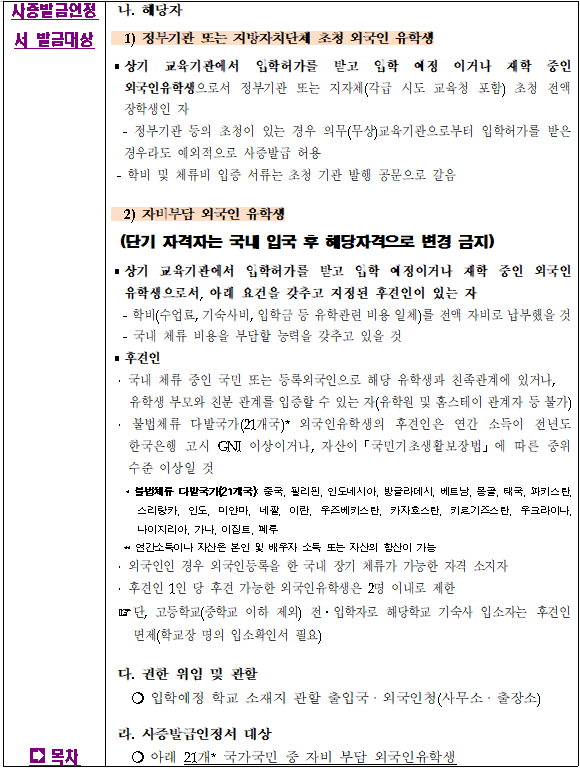 사증발급인정
서 발급대상
나. 해당자
1) 정부기관 또는 지방자치단체 초청 외국인 유학생
▪ 상기 교육기관에서 입학허가를 받고 입학 예정 이거나 재학 중인
외국인유학생으로서 정부기관 또는 지자체(각급 시도 교육청 포함) 초청 전액
장학생인 자
- 정부기관 등의 초청이 있는 경우 의무(무상)교육기관으로부터 입학허가를 받은
경우라도 예외적으로 사증발급 허용
- 학비 및 체류비 입증 서류는 초청 기관 발행 공문으로 갈음
2) 자비부담 외국인 유학생
(단기 자격자는 국내 입국 후 해당자격으로 변경 금지)
▪ 상기 교육기관에서 입학허가를 받고 입학 예정이거나 재학 중인 외국인
유학생으로서, 아래 요건을 갖추고 지정된 후견인이 있는 자
- 학비(수업료, 기숙사비, 입학금 등 유학관련 비용 일체)를 전액 자비로 납부했을 것
- 국내 체류 비용을 부담할 능력을 갖추고 있을 것
▪ 후견인
· 국내 체류 중인 국민 또는 등록외국인으로 해당 유학생과 친족관계에 있거나,
유학생 부모와 친분 관계를 입증할 수 있는 자(유학원 및 홈스테이 관계자 등 불가)
· 불법체류 다발국가(21개국)* 외국인유학생의 후견인은 연간 소득이 전년도
한국은행 고시 GNI 이상이거나, 자산이「국민기초생활보장법」에 따른 중위
수준 이상일 것
* 불법체류 다발국가(21개국): 중국, 필리핀, 인도네시아, 방글라데시, 베트남, 몽골, 태국, 파키스탄,
스리랑카, 인도, 미얀마, 네팔, 이란, 우즈베키스탄, 카자흐스탄, 키르기즈스탄, 우크라이나,
나이지리아, 가나, 이집트, 페루
** 연간소득이나 자산은 본인 및 배우자 소득 또는 자산의 합산이 가능
· 외국인인 경우 외국인등록을 한 국내 장기 체류가 가능한 자격 소지자
· 후견인 1인 당 후견 가능한 외국인유학생은 2명 이내로 제한
☞ 단, 고등학교(중학교 이하 제외) 전·입학자로 해당학교 기숙사 입소자는 후견인
면제(학교장 명의 입소확인서 필요)
다. 권한 위임 및 관할
❍ 입학예정 학교 소재지 관할 출입국·외국인청(사무소·출장소)
라. 사증발급인정서 대상
❍ 아래 21개* 국가국민 중 자비 부담 외국인유학생
➲ 목차